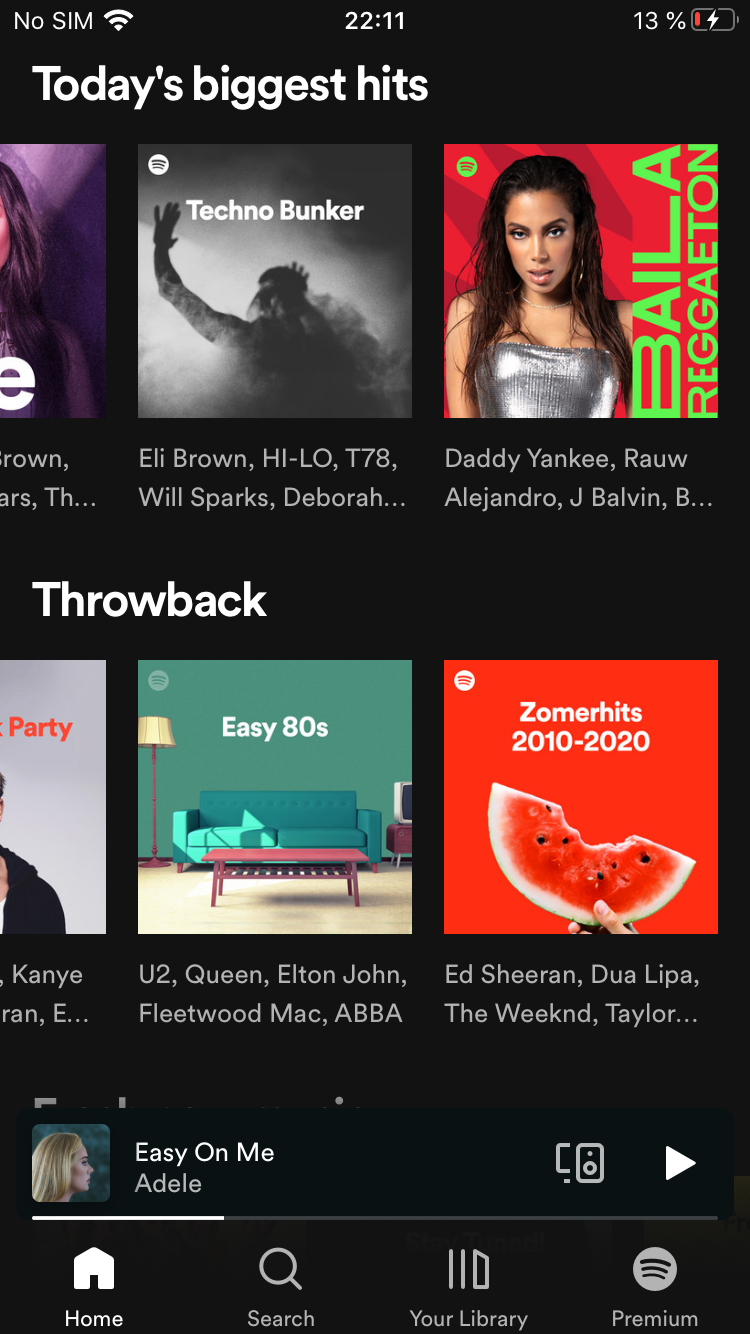 No SIM 22:11 13 %
Today's biggest hits
Techno Bunker
BAILA
REGGAETON
e
Brown,
ars, Th...
Eli Brown, HI-LO, T78,
Will Sparks, Deborah...
Daddy Yankee, Rauw
Alejandro, J Balvin, B...
Throwback
k Party
Easy 80s
Zomerhits
2010-2020
, Kanye
ran, E...
U2, Queen, Elton John,
Fleetwood Mac, ABBA
Ed Sheeran, Dua Lipa,
The Weeknd, Taylor...
Easy On Me
Adele
Stay Tuned!
Home
Search
Your Library
Premium